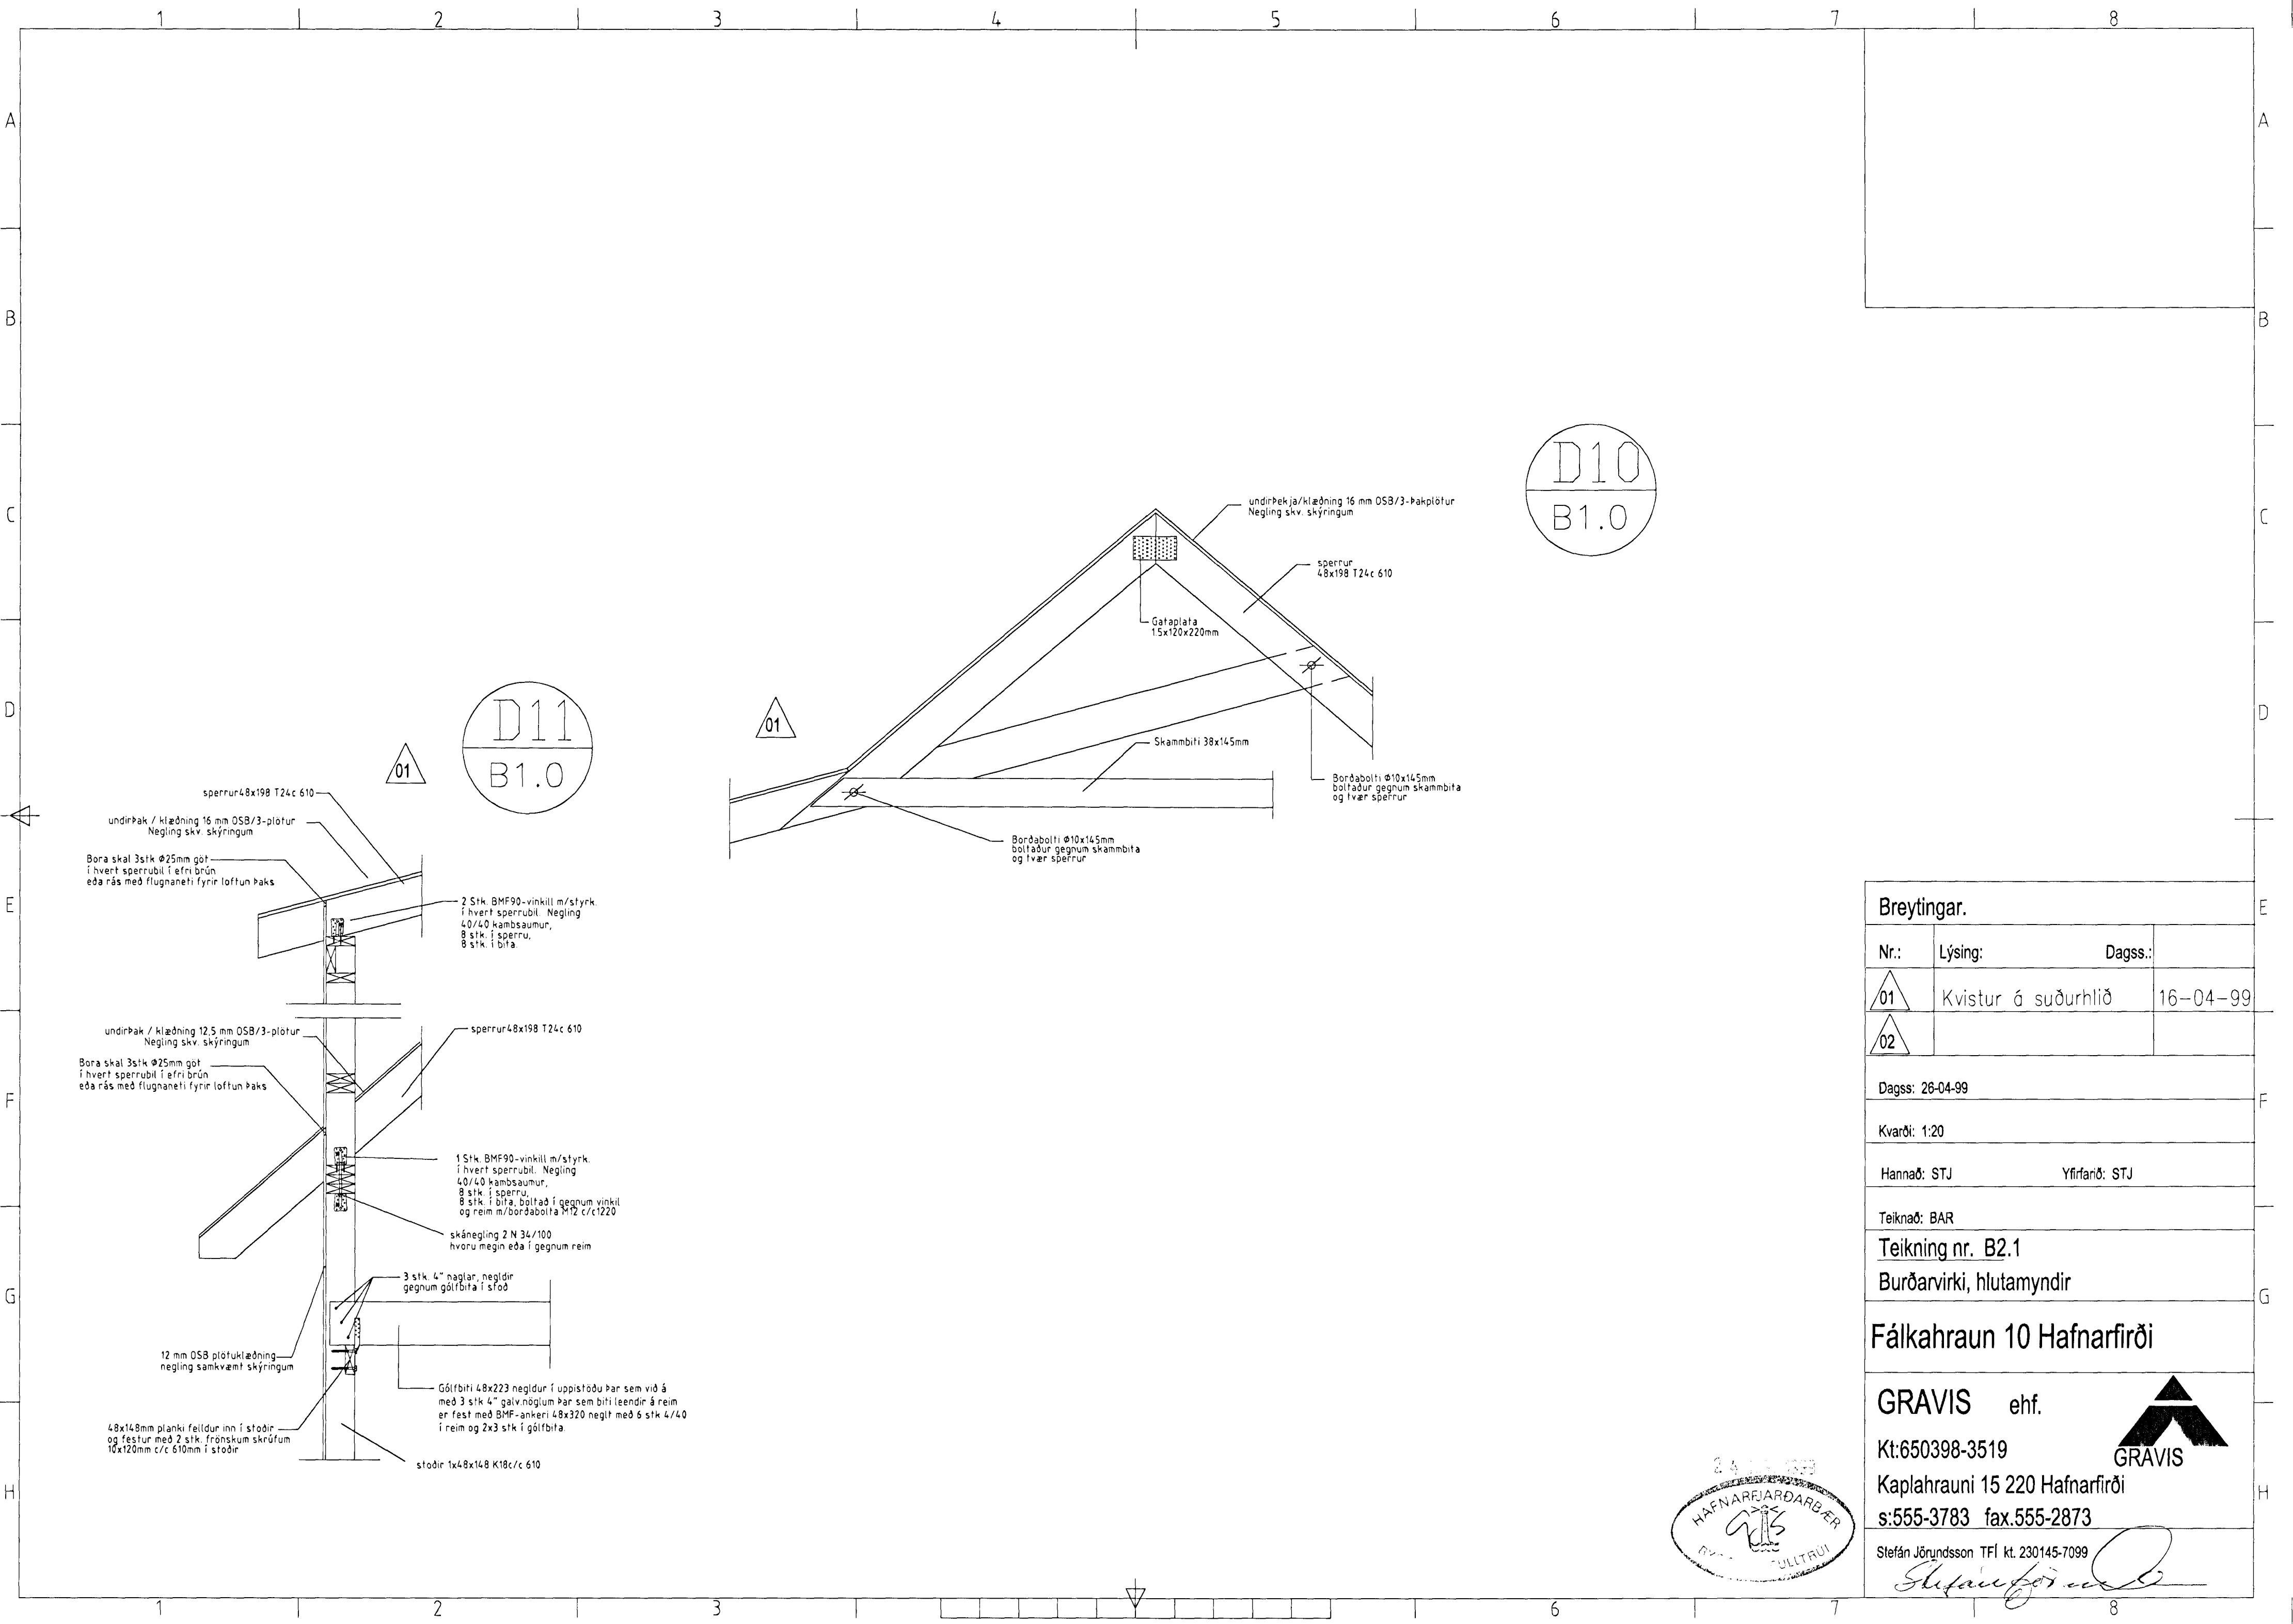 1 2 3 4 5 6 7 8
A A
B B
C C
D D
E E
F F
G G
H H
D10
B1.0
undirÞekja/klæðning 16 mm OSB/3-Þakplötur
Negling skv. skýringum
sperrur
48x198 T24c 610
Gataplata
1.5x120x220mm
01
Skammbiti 38x145mm
Borðabolti Φ10x145mm
boltaður gegnum skammbita
og tvær sperrur
Borðabolti Φ10x145mm
boltaður gegnum skammbita
og tvær sperrur
D11
B1.0
01
sperrur48x198 T24c 610
undirÞak / klæðning 16 mm OSB/3-plötur
Negling skv. skýringum
Bora skal 3stk Φ25mm göt
í hvert sperrubil í efri brún
eða rás með flugnaneti fyrir loftun Þaks
2 Stk. BMF90-vinkill m/styrk.
í hvert sperrubil. Negling
40/40 kambsaumur,
8 stk. í sperru,
8 stk. í bita.
undirÞak / klæðning 12,5 mm OSB/3-plötur
Negling skv. skýringum
sperrur48x198 T24c 610
Bora skal 3stk Φ25mm göt
í hvert sperrubil í efri brún
eða rás með flugnaneti fyrir loftun Þaks
1 Stk. BMF90-vinkill m/styrk.
í hvert sperrubil. Negling
40/40 kambsaumur,
8 stk. í sperru,
8 stk. í bita, boltað í gegnum vinkil
og reim m/borðabolta M12 c/c1220
skánegling 2 N 34/100
hvoru megin eða í gegnum reim
3 stk. 4" naglar, negldir
gegnum gólfbita í stoð
12 mm OSB plötuklæðning
negling samkvæmt skýringum
Gólfbiti 48x223 negldur í uppistöðu Þar sem við á
með 3 stk 4" galv.nöglum Þar sem biti leendir á reim
er fest með BMF-ankeri 48x320 neglt með 6 stk 4/40
í reim og 2x3 stk í gólfbita.
48x148mm planki felldur inn í stoðir
og festur með 2 stk. frönskum skrúfum
10x120mm c/c 610mm í stoðir
stoðir 1x48x148 K18c/c 610
Breytingar.
Nr.: Lýsing: Dagss.:
01 Kvistur á suðurhlið 16-04-99
02
Dagss: 26-04-99
Kvarði: 1:20
Hannað: STJ Yfirfarið: STJ
Teiknað: BAR
Teikning nr. B2.1
Burðarvirki, hlutamyndir
Fálkahraun 10 Hafnarfirði
GRAVIS ehf.
GRAVIS
Kt:650398-3519
Kaplahrauni 15 220 Hafnarfirði
s:555-3783 fax.555-2873
Stefán Jörundsson TFÍ kt. 230145-7099
HAFNARFJARÐARBÆR
1 2 3 6 7 8